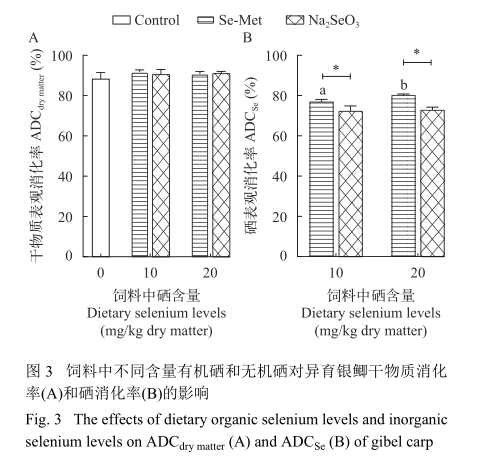 Control Se-Met Na₂SeO₃
A
干物质表观消化率 ADCdry matter (%)
100
80
60
40
20
0
0 10 20
饲料中硒含量
Dietary selenium levels
(mg/kg dry matter)
B
硒表观消化率 ADCSe (%)
100
80
60
40
20
0
a * b *
10 20
饲料中硒含量
Dietary selenium levels
(mg/kg dry matter)
图 3 饲料中不同含量有机硒和无机硒对异育银鲫干物质消化
率(A)和硒消化率(B)的影响
Fig. 3 The effects of dietary organic selenium levels and inorganic
selenium levels on ADCdry matter (A) and ADCSe (B) of gibel carp